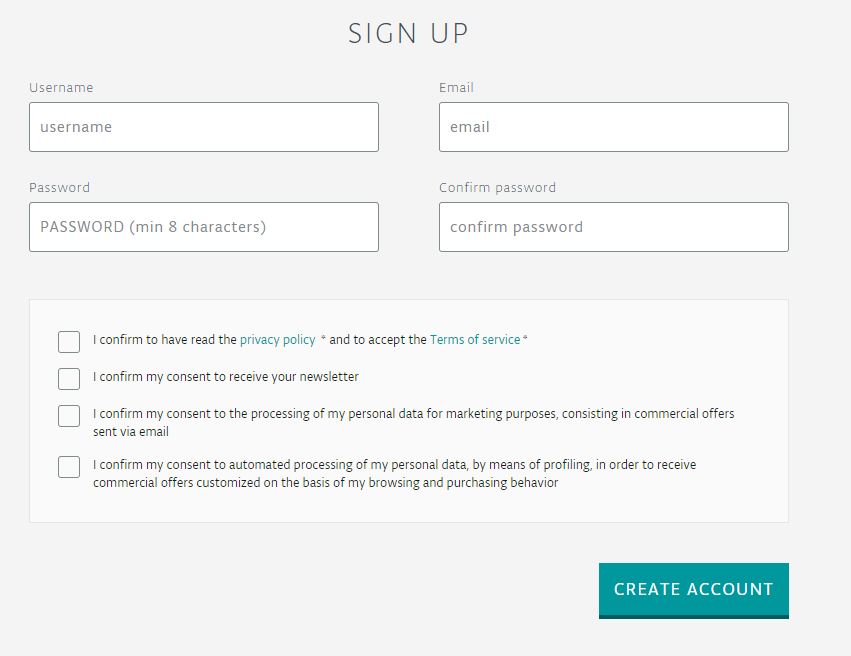 SIGN UP
Username
Email
username
email
Password
Confirm password
PASSWORD (min 8 characters)
confirm password
I confirm to have read the privacy policy * and to accept the Terms of service *
I confirm my consent to receive your newsletter
I confirm my consent to the processing of my personal data for marketing purposes, consisting in commercial offers
sent via email
I confirm my consent to automated processing of my personal data, by means of profiling, in order to receive
commercial offers customized on the basis of my browsing and purchasing behavior
CREATE ACCOUNT